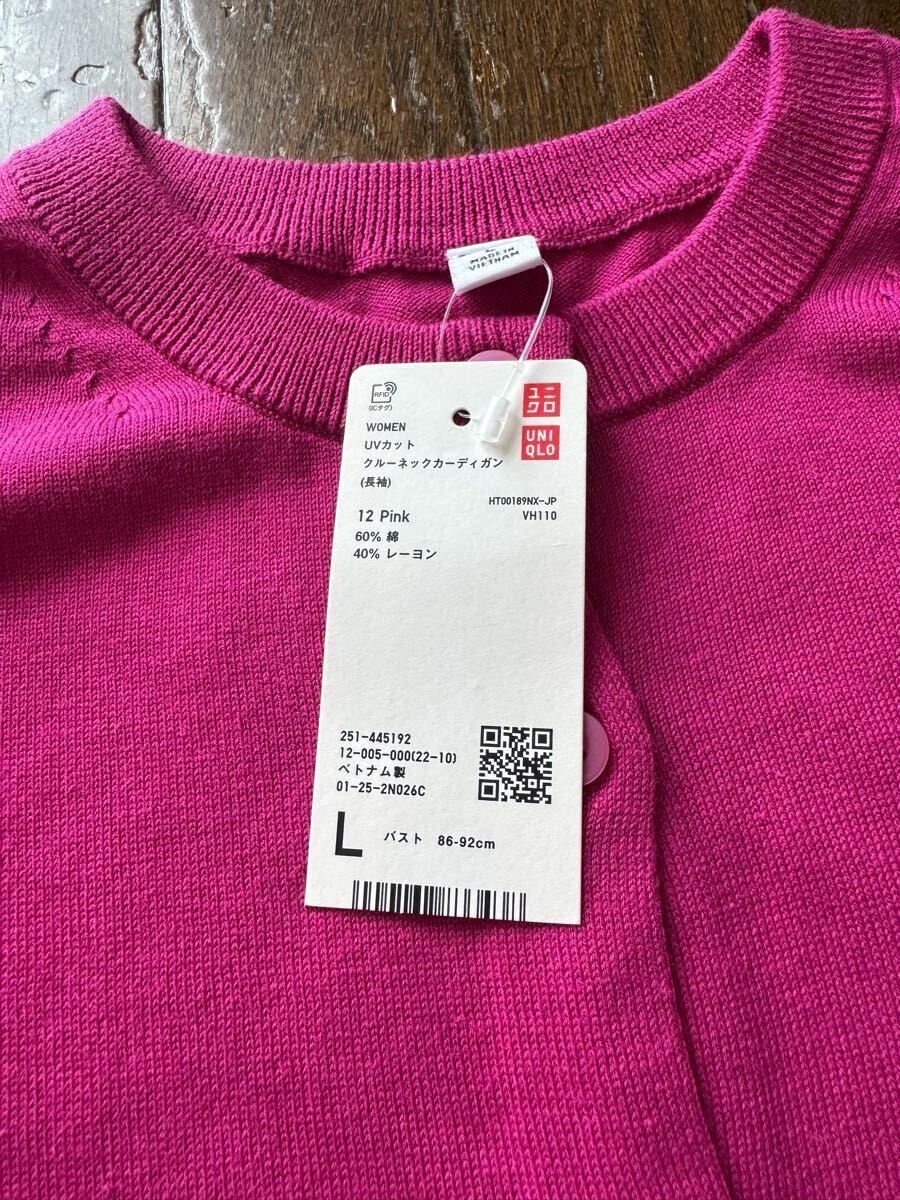 MADE IN
VIETNAM
RFID
(ICタグ)
ユニ
クロ
UNI
QLO
WOMEN
UVカット
クルーネックカーディガン
(長袖)
HT00189NX-JP
VH110
12 Pink
60% 綿
40% レーヨン
251-445192
12-005-000(22-10)
ベトナム製
01-25-2N026C
L バスト 86-92cm